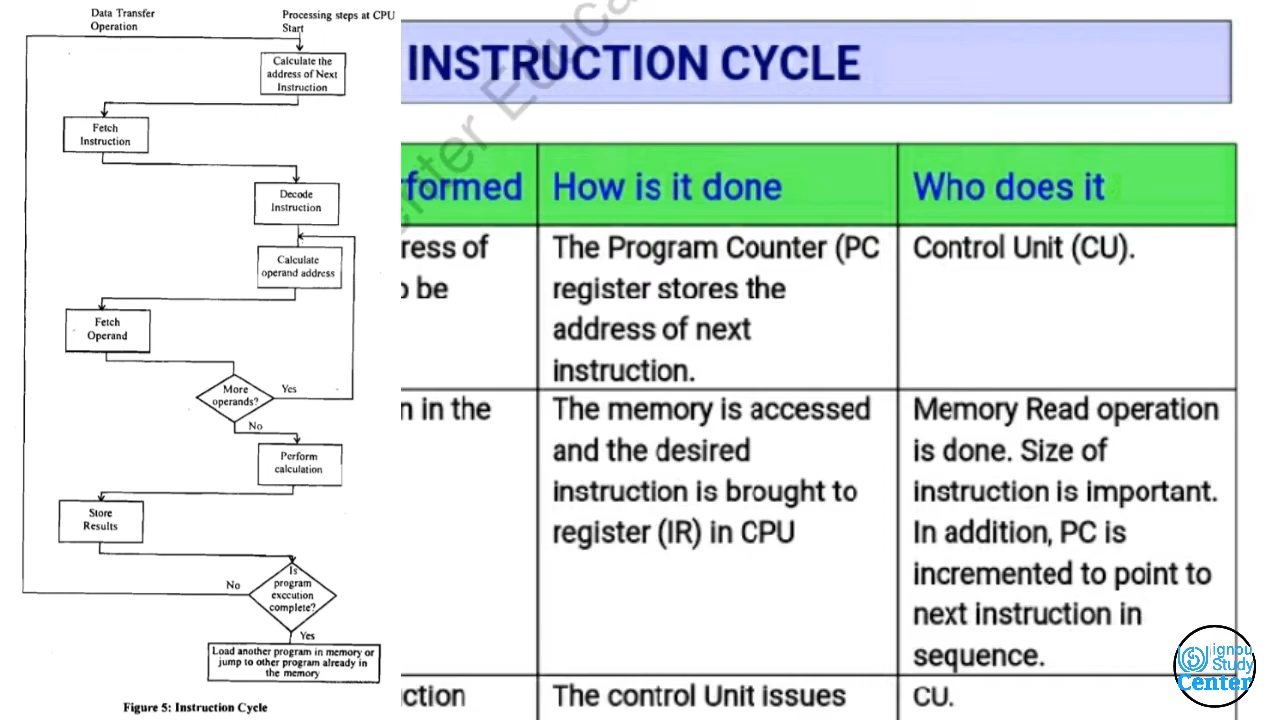 Data Transfer
Operation
Processing steps at CPU
Start
Calculate the
address of Next
Instruction
Fetch
Instruction
Decode
Instruction
Calculate
operand address
Fetch
Operand
More
operands?
Yes
No
Perform
calculation
Store
Results
Is
program
execution
complete?
No
Yes
Load another program in memory or
jump to other program already in
the memory
Figure 5: Instruction Cycle
INSTRUCTION CYCLE
formed
How is it done
Who does it
ress of
be
The Program Counter (PC
register stores the
address of next
instruction.
Control Unit (CU).
n in the
The memory is accessed
and the desired
instruction is brought to
register (IR) in CPU
Memory Read operation
is done. Size of
instruction is important.
In addition, PC is
incremented to point to
next instruction in
sequence.
ction
The control Unit issues
CU.
ignou
Study
Center